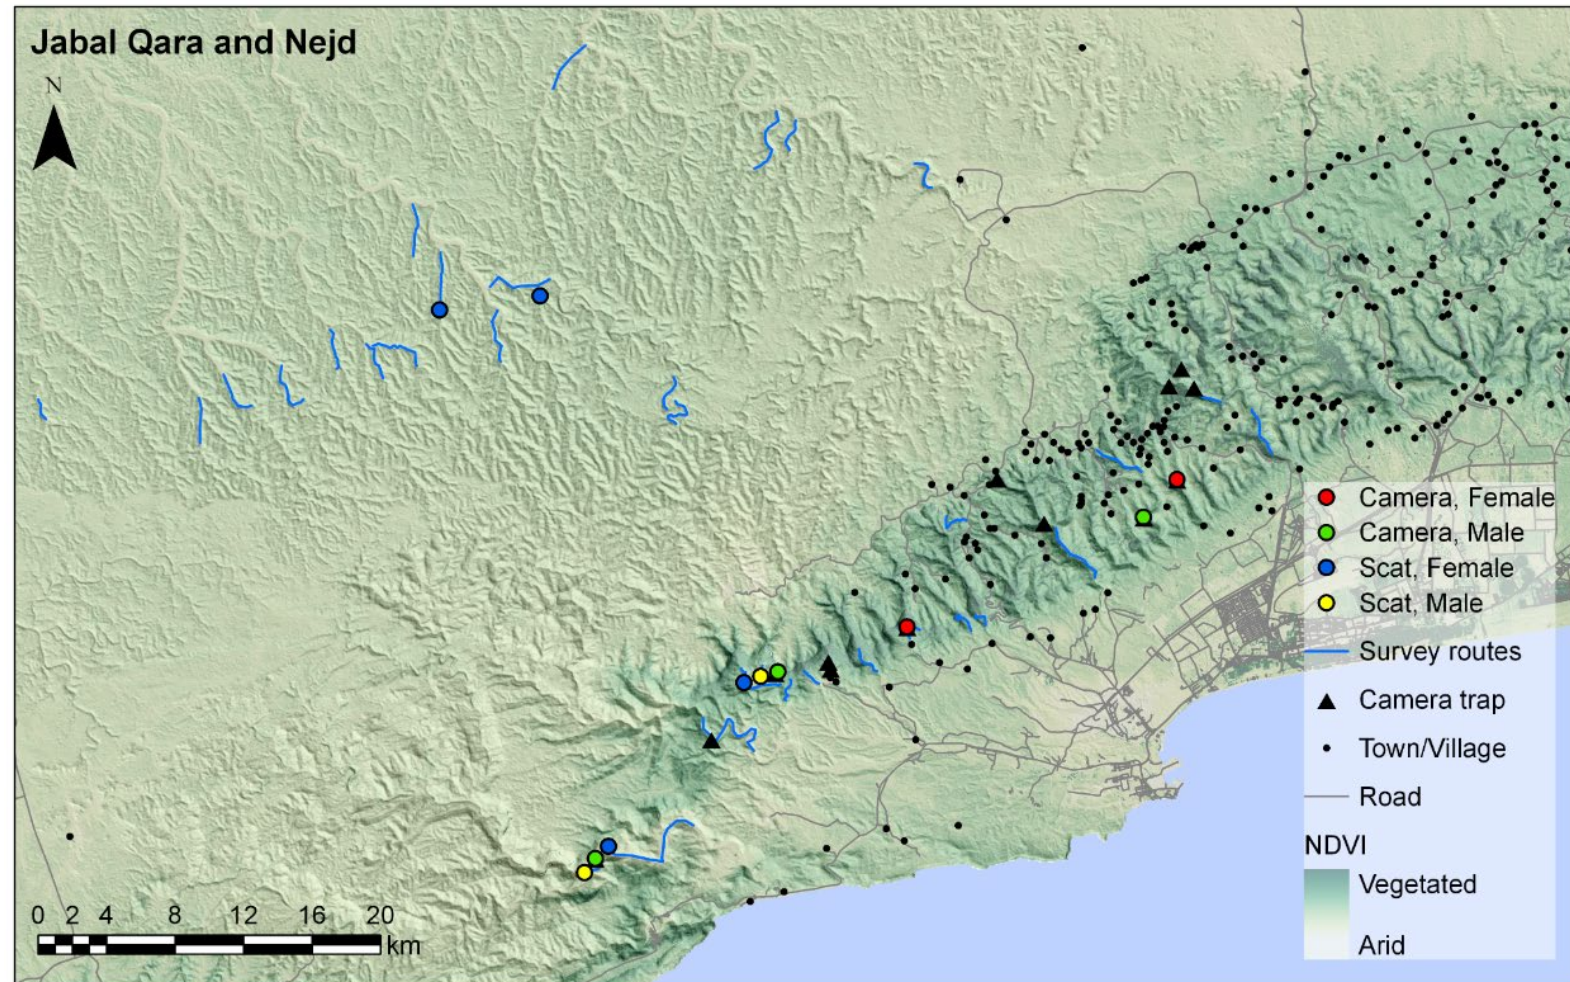 Jabal Qara and Nejd
N
Camera, Female
Camera, Male
Scat, Female
Scat, Male
Survey routes
Camera trap
Town/Village
Road
NDVI
Vegetated
Arid
0 2 4 8 12 16 20
km